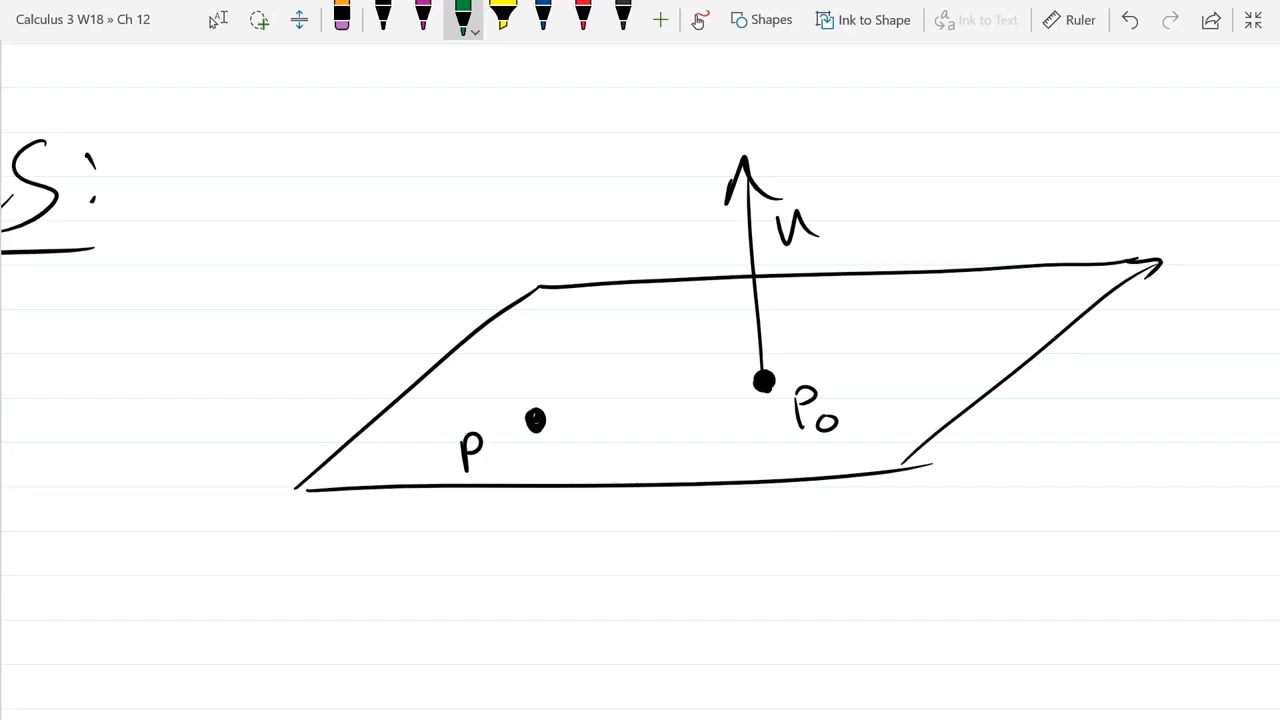 Calculus 3 W18 » Ch 12
Shapes
Ink to Shape
Ink to Text
Ruler
S:
n
P
P₀